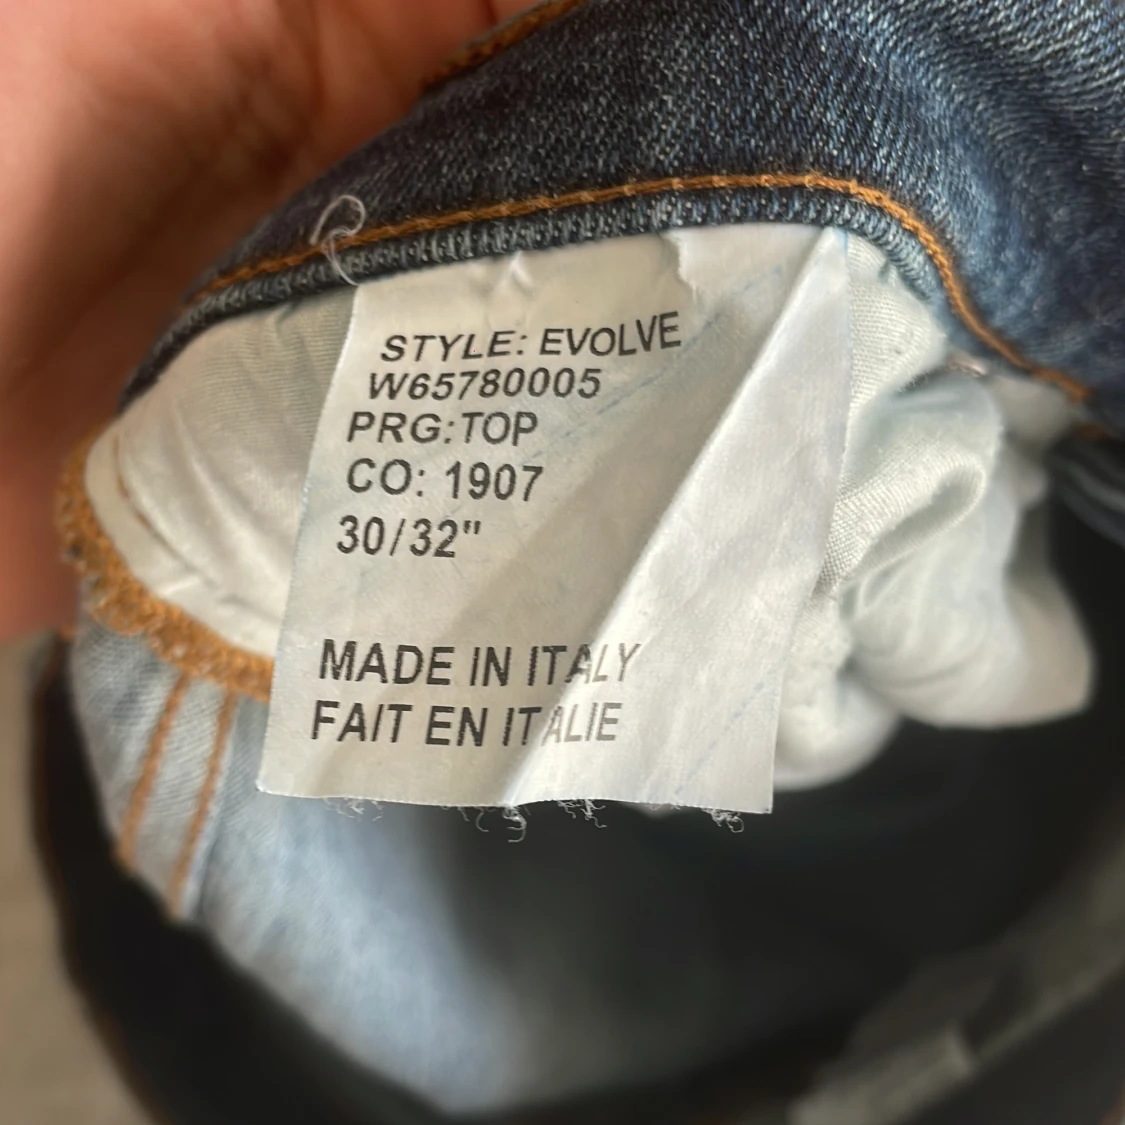 STYLE: EVOLVE
W65780005
PRG:TOP
CO: 1907
30/32"
MADE IN ITALY
FAIT EN ITALIE